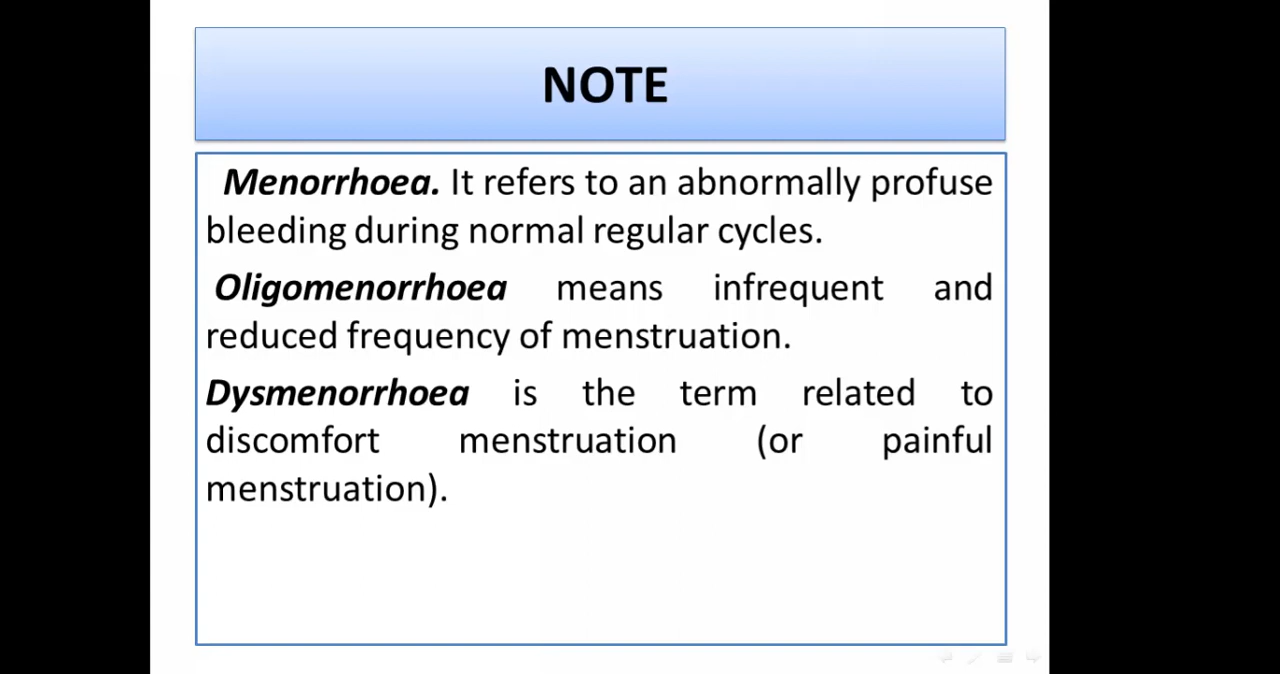 NOTE
Menorrhoea. It refers to an abnormally profuse
bleeding during normal regular cycles.
Oligomenorrhoea means infrequent and
reduced frequency of menstruation.
Dysmenorrhoea is the term related to
discomfort menstruation (or painful
menstruation).